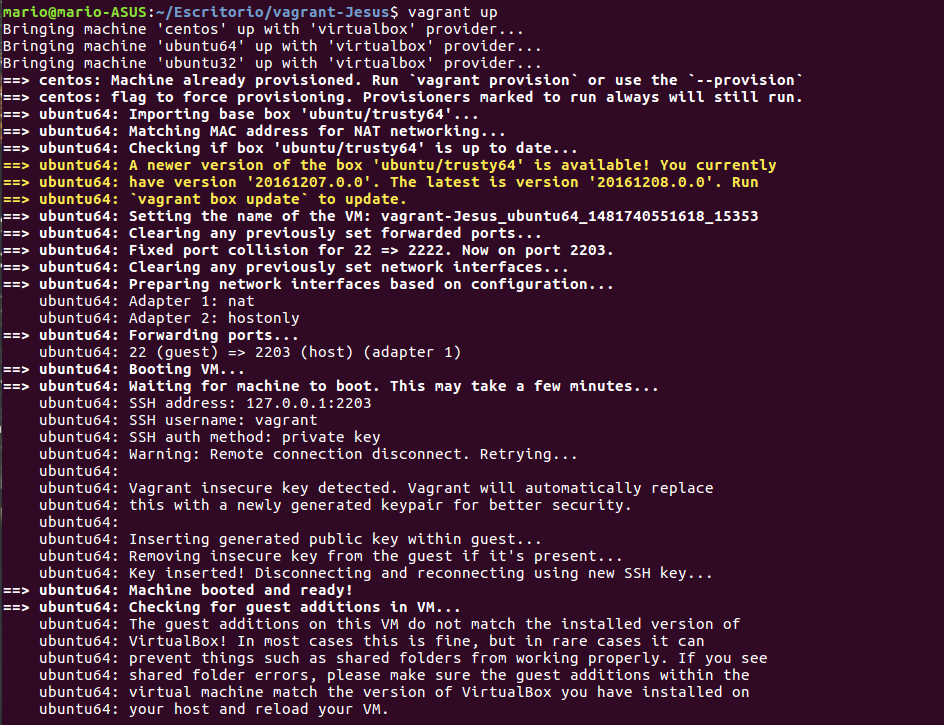 mario@mario-ASUS:~/Escritorio/vagrant-Jesus$ vagrant up
Bringing machine 'centos' up with 'virtualbox' provider...
Bringing machine 'ubuntu64' up with 'virtualbox' provider...
Bringing machine 'ubuntu32' up with 'virtualbox' provider...
==> centos: Machine already provisioned. Run `vagrant provision` or use the `--provision`
==> centos: flag to force provisioning. Provisioners marked to run always will still run.
==> ubuntu64: Importing base box 'ubuntu/trusty64'...
==> ubuntu64: Matching MAC address for NAT networking...
==> ubuntu64: Checking if box 'ubuntu/trusty64' is up to date...
==> ubuntu64: A newer version of the box 'ubuntu/trusty64' is available! You currently
==> ubuntu64: have version '20161207.0.0'. The latest is version '20161208.0.0'. Run
==> ubuntu64: `vagrant box update` to update.
==> ubuntu64: Setting the name of the VM: vagrant-Jesus_ubuntu64_1481740551618_15353
==> ubuntu64: Clearing any previously set forwarded ports...
==> ubuntu64: Fixed port collision for 22 => 2222. Now on port 2203.
==> ubuntu64: Clearing any previously set network interfaces...
==> ubuntu64: Preparing network interfaces based on configuration...
    ubuntu64: Adapter 1: nat
    ubuntu64: Adapter 2: hostonly
==> ubuntu64: Forwarding ports...
    ubuntu64: 22 (guest) => 2203 (host) (adapter 1)
==> ubuntu64: Booting VM...
==> ubuntu64: Waiting for machine to boot. This may take a few minutes...
    ubuntu64: SSH address: 127.0.0.1:2203
    ubuntu64: SSH username: vagrant
    ubuntu64: SSH auth method: private key
    ubuntu64: Warning: Remote connection disconnect. Retrying...
    ubuntu64:
    ubuntu64: Vagrant insecure key detected. Vagrant will automatically replace
    ubuntu64: this with a newly generated keypair for better security.
    ubuntu64:
    ubuntu64: Inserting generated public key within guest...
    ubuntu64: Removing insecure key from the guest if it's present...
    ubuntu64: Key inserted! Disconnecting and reconnecting using new SSH key...
==> ubuntu64: Machine booted and ready!
==> ubuntu64: Checking for guest additions in VM...
    ubuntu64: The guest additions on this VM do not match the installed version of
    ubuntu64: VirtualBox! In most cases this is fine, but in rare cases it can
    ubuntu64: prevent things such as shared folders from working properly. If you see
    ubuntu64: shared folder errors, please make sure the guest additions within the
    ubuntu64: virtual machine match the version of VirtualBox you have installed on
    ubuntu64: your host and reload your VM.